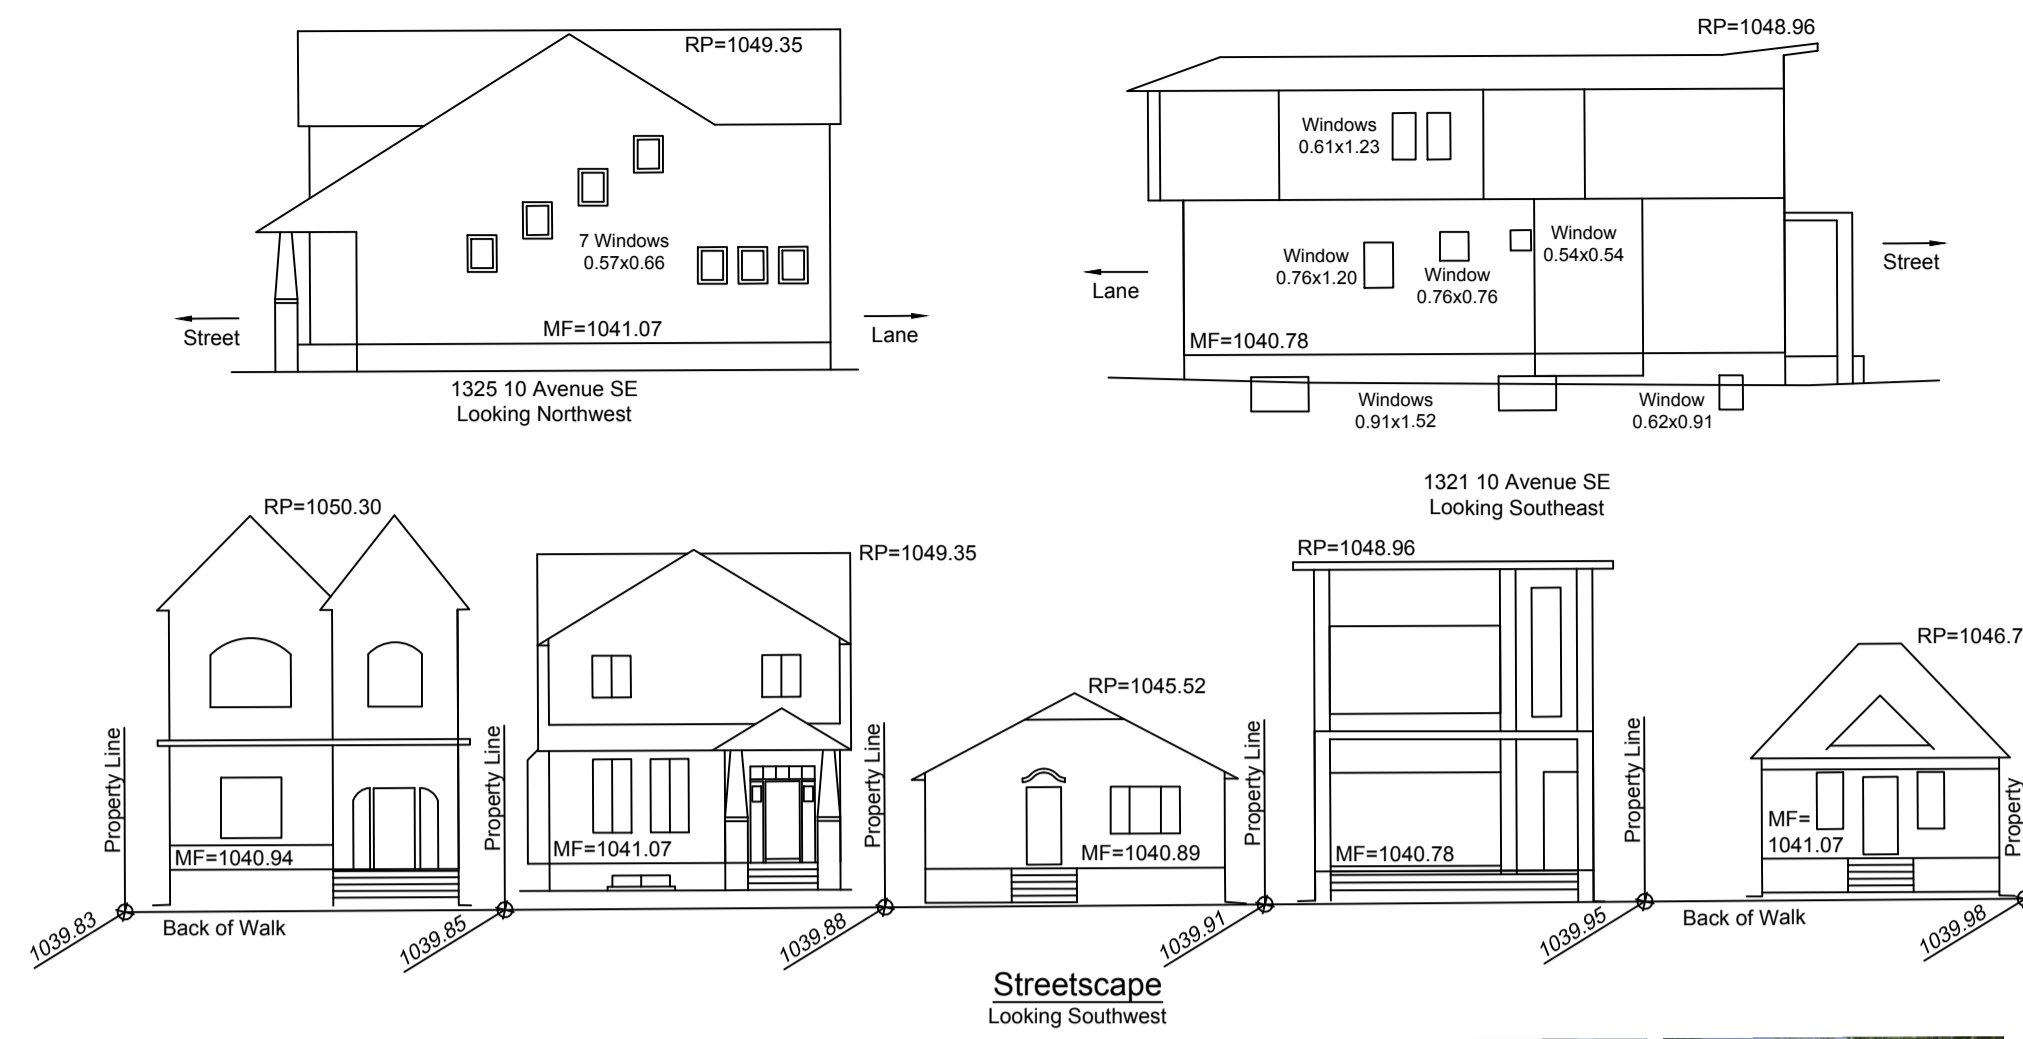 RP=1049.35
7 Windows
0.57x0.66
MF=1041.07
Street
Lane
1325 10 Avenue SE
Looking Northwest
RP=1048.96
Windows
0.61x1.23
Window
0.54x0.54
Window
0.76x1.20
Window
0.76x0.76
Lane
Street
MF=1040.78
Windows
0.91x1.52
Window
0.62x0.91
1321 10 Avenue SE
Looking Southeast
RP=1050.30
RP=1049.35
RP=1045.52
RP=1048.96
RP=1046.7
Property Line
Property Line
Property Line
Property Line
Property Line
Property
MF=1040.94
MF=1041.07
MF=1040.89
MF=1040.78
MF=
1041.07
1039.83
Back of Walk
1039.85
1039.88
1039.91
1039.95
Back of Walk
1039.98
Streetscape
Looking Southwest